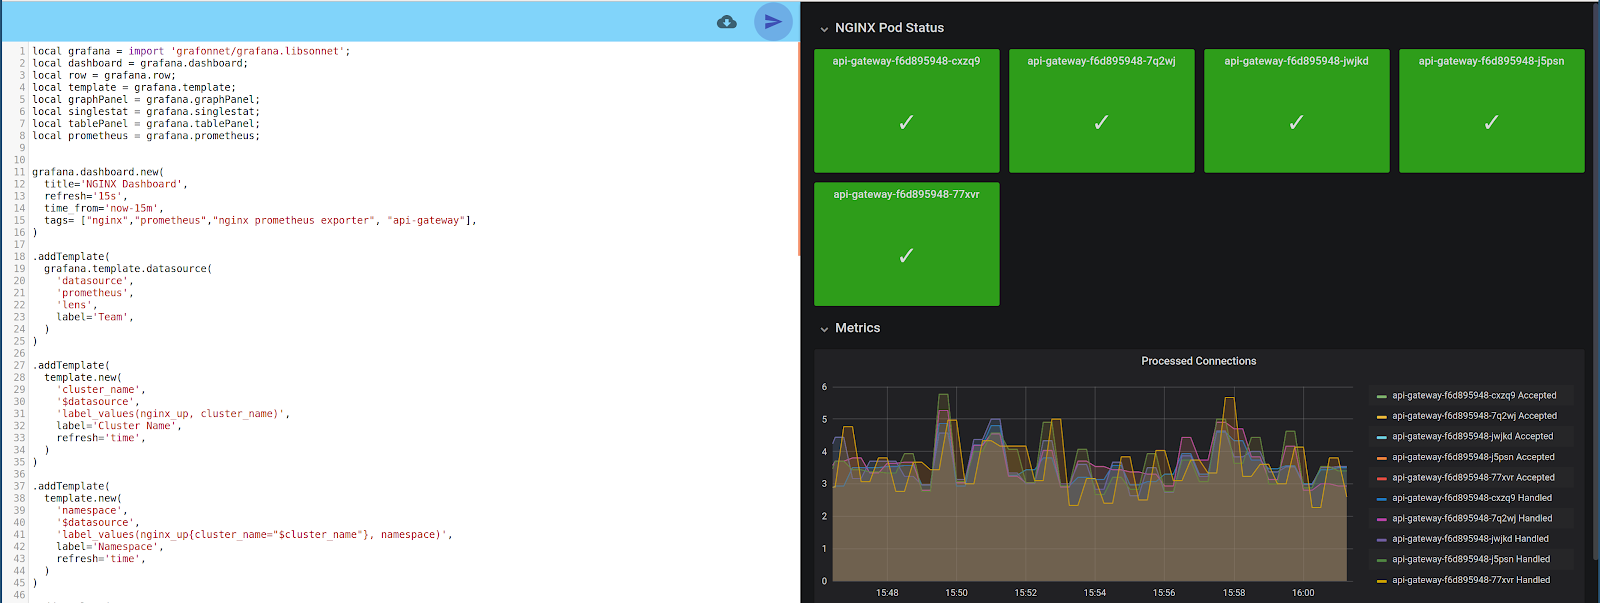 1 local grafana = import 'grafonnet/grafana.libsonnet';
2 local dashboard = grafana.dashboard;
3 local row = grafana.row;
4 local template = grafana.template;
5 local graphPanel = grafana.graphPanel;
6 local singlestat = grafana.singlestat;
7 local tablePanel = grafana.tablePanel;
8 local prometheus = grafana.prometheus;
9
10
11 grafana.dashboard.new(
12 title='NGINX Dashboard',
13 refresh='15s',
14 time_from='now-15m',
15 tags= ["nginx","prometheus","nginx prometheus exporter", "api-gateway"],
16 )
17
18 .addTemplate(
19 grafana.template.datasource(
20 'datasource',
21 'prometheus',
22 'lens',
23 label='Team',
24 )
25 )
26
27 .addTemplate(
28 template.new(
29 'cluster_name',
30 '$datasource',
31 'label_values(nginx_up, cluster_name)',
32 label='Cluster Name',
33 refresh='time',
34 )
35 )
36
37 .addTemplate(
38 template.new(
39 'namespace',
40 '$datasource',
41 'label_values(nginx_up{cluster_name="$cluster_name"}, namespace)',
42 label='Namespace',
43 refresh='time',
44 )
45 )
46
NGINX Pod Status
api-gateway-f6d895948-cxzq9
api-gateway-f6d895948-7q2wj
api-gateway-f6d895948-jwjkd
api-gateway-f6d895948-j5psn
✓ ✓ ✓ ✓
api-gateway-f6d895948-77xvr
✓
Metrics
Processed Connections
6
5
4
3
2
1
0
15:48 15:50 15:52 15:54 15:56 15:58 16:00
api-gateway-f6d895948-cxzq9 Accepted
api-gateway-f6d895948-7q2wj Accepted
api-gateway-f6d895948-jwjkd Accepted
api-gateway-f6d895948-j5psn Accepted
api-gateway-f6d895948-77xvr Accepted
api-gateway-f6d895948-cxzq9 Handled
api-gateway-f6d895948-7q2wj Handled
api-gateway-f6d895948-jwjkd Handled
api-gateway-f6d895948-j5psn Handled
api-gateway-f6d895948-77xvr Handled